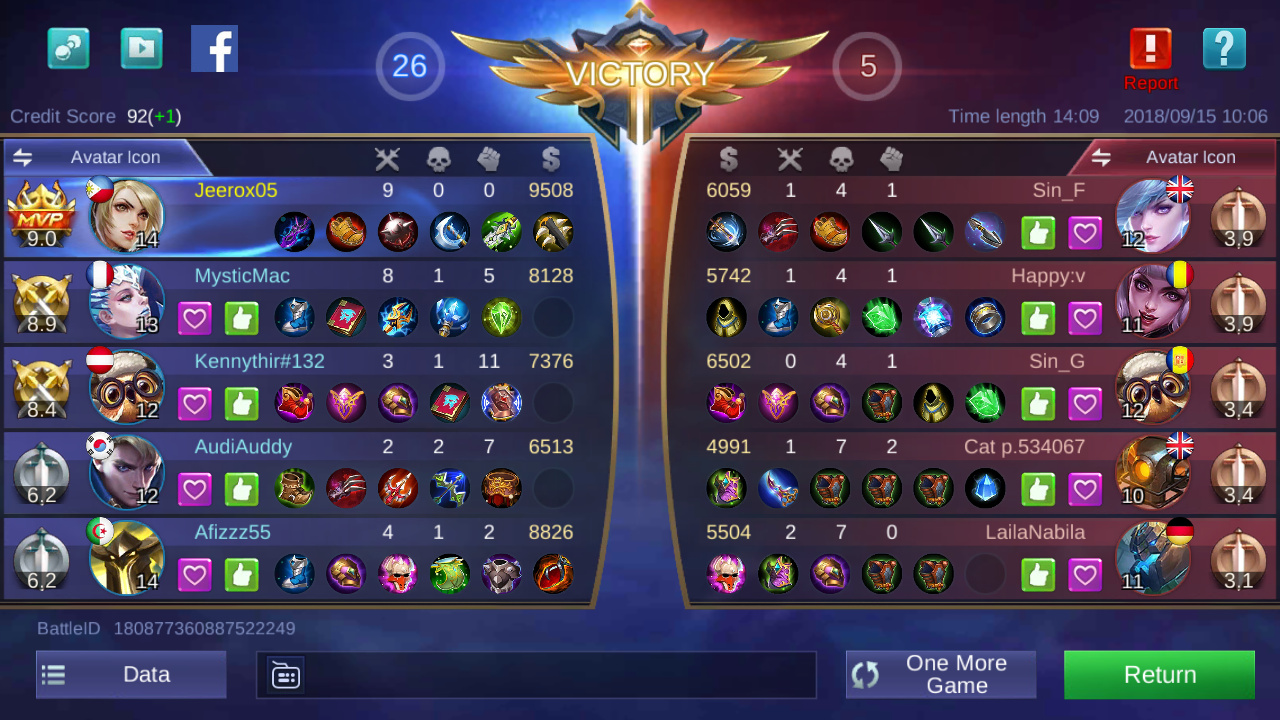 26 VICTORY 5
Report
Credit Score 92(+1) Time length 14:09 2018/09/15 10:06
Avatar Icon Avatar Icon
Jeerox05 9 0 0 9508 6059 1 4 1 Sin_F
MVP 9.0 14 12 3,9
MysticMac 8 1 5 8128 5742 1 4 1 Happy:v
8.9 13 11 3,9
Kennythir#132 3 1 11 7376 6502 0 4 1 Sin_G
8.4 12 12 3,4
AudiAuddy 2 2 7 6513 4991 1 7 2 Cat p.534067
6,2 12 10 3,4
Afizzz55 4 1 2 8826 5504 2 7 0 LailaNabila
6,2 14 11 3,1
BattleID 180877360887522249
Data One More Game Return